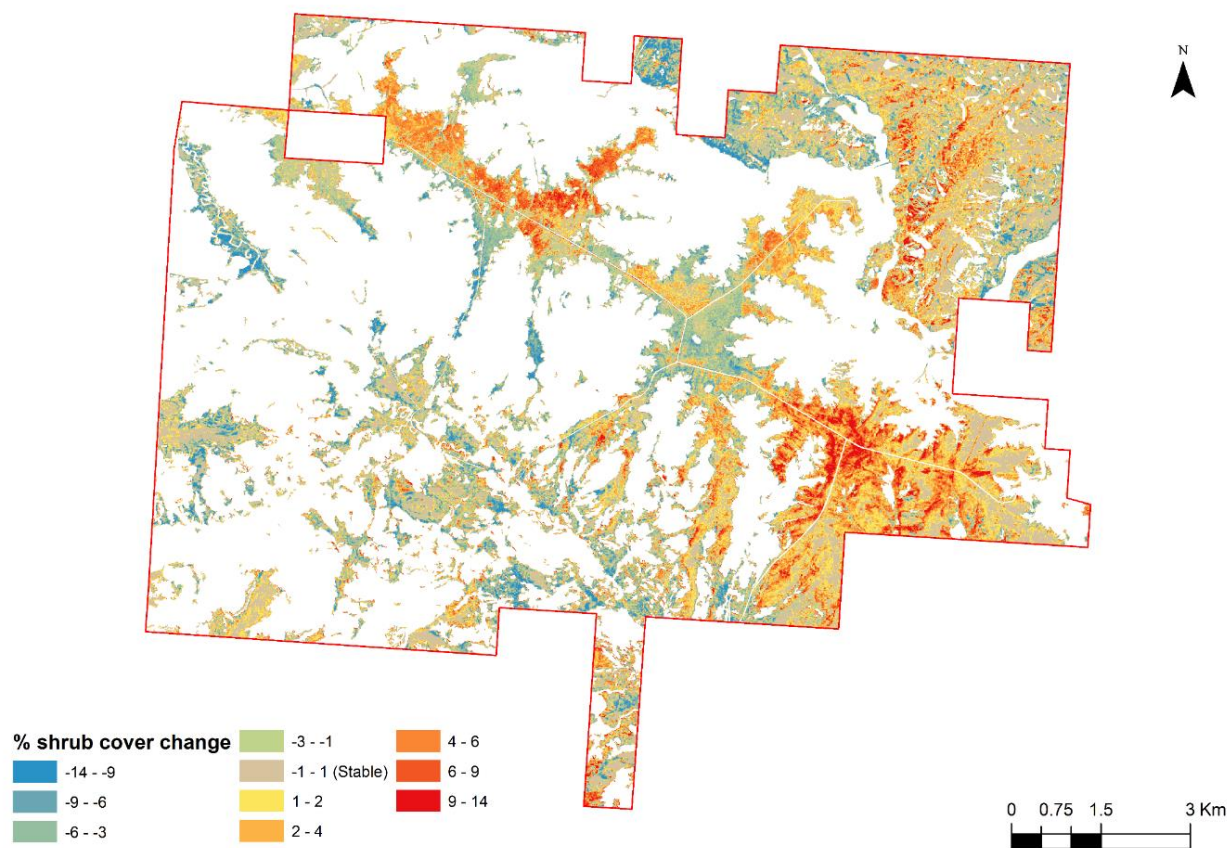 N
% shrub cover change
-14 - -9
-9 - -6
-6 - -3
-3 - -1
-1 - 1 (Stable)
1 - 2
2 - 4
4 - 6
6 - 9
9 - 14
0 0.75 1.5 3 Km